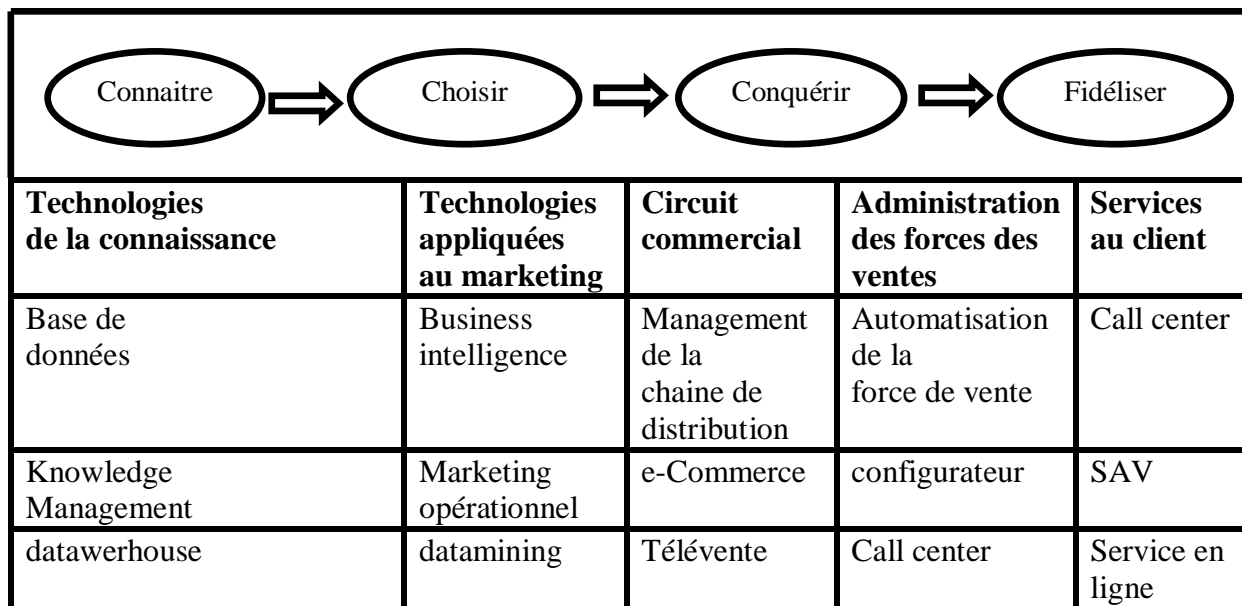 Connaitre
Choisir
Conquérir
Fidéliser
Technologies
de la connaissance
Technologies
appliquées
au marketing
Circuit
commercial
Administration
des forces des
ventes
Services
au client
Base de
données
Business
intelligence
Management
de la
chaine de
distribution
Automatisation
de la
force de vente
Call center
Knowledge
Management
Marketing
opérationnel
e-Commerce
configurateur
SAV
datawerhouse
datamining
Télévente
Call center
Service en
ligne